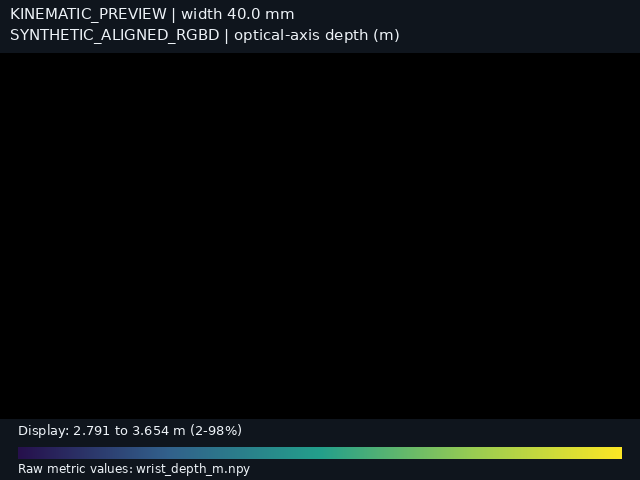 KINEMATIC_PREVIEW | width 40.0 mm
SYNTHETIC_ALIGNED_RGBD | optical-axis depth (m)
Display: 2.791 to 3.654 m (2-98%)
Raw metric values: wrist_depth_m.npy